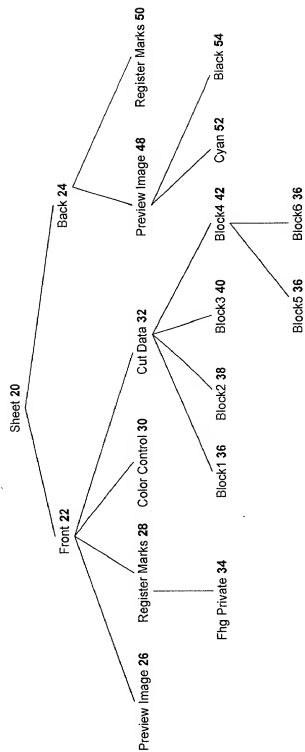 Sheet 20
Front 22
Back 24
Preview Image 26
Register Marks 28
Color Control 30
Cut Data 32
Preview Image 48
Register Marks 50
Fhg Private 34
Block1 36
Block2 38
Block3 40
Block4 42
Cyan 52
Black 54
Block5 36
Block6 36